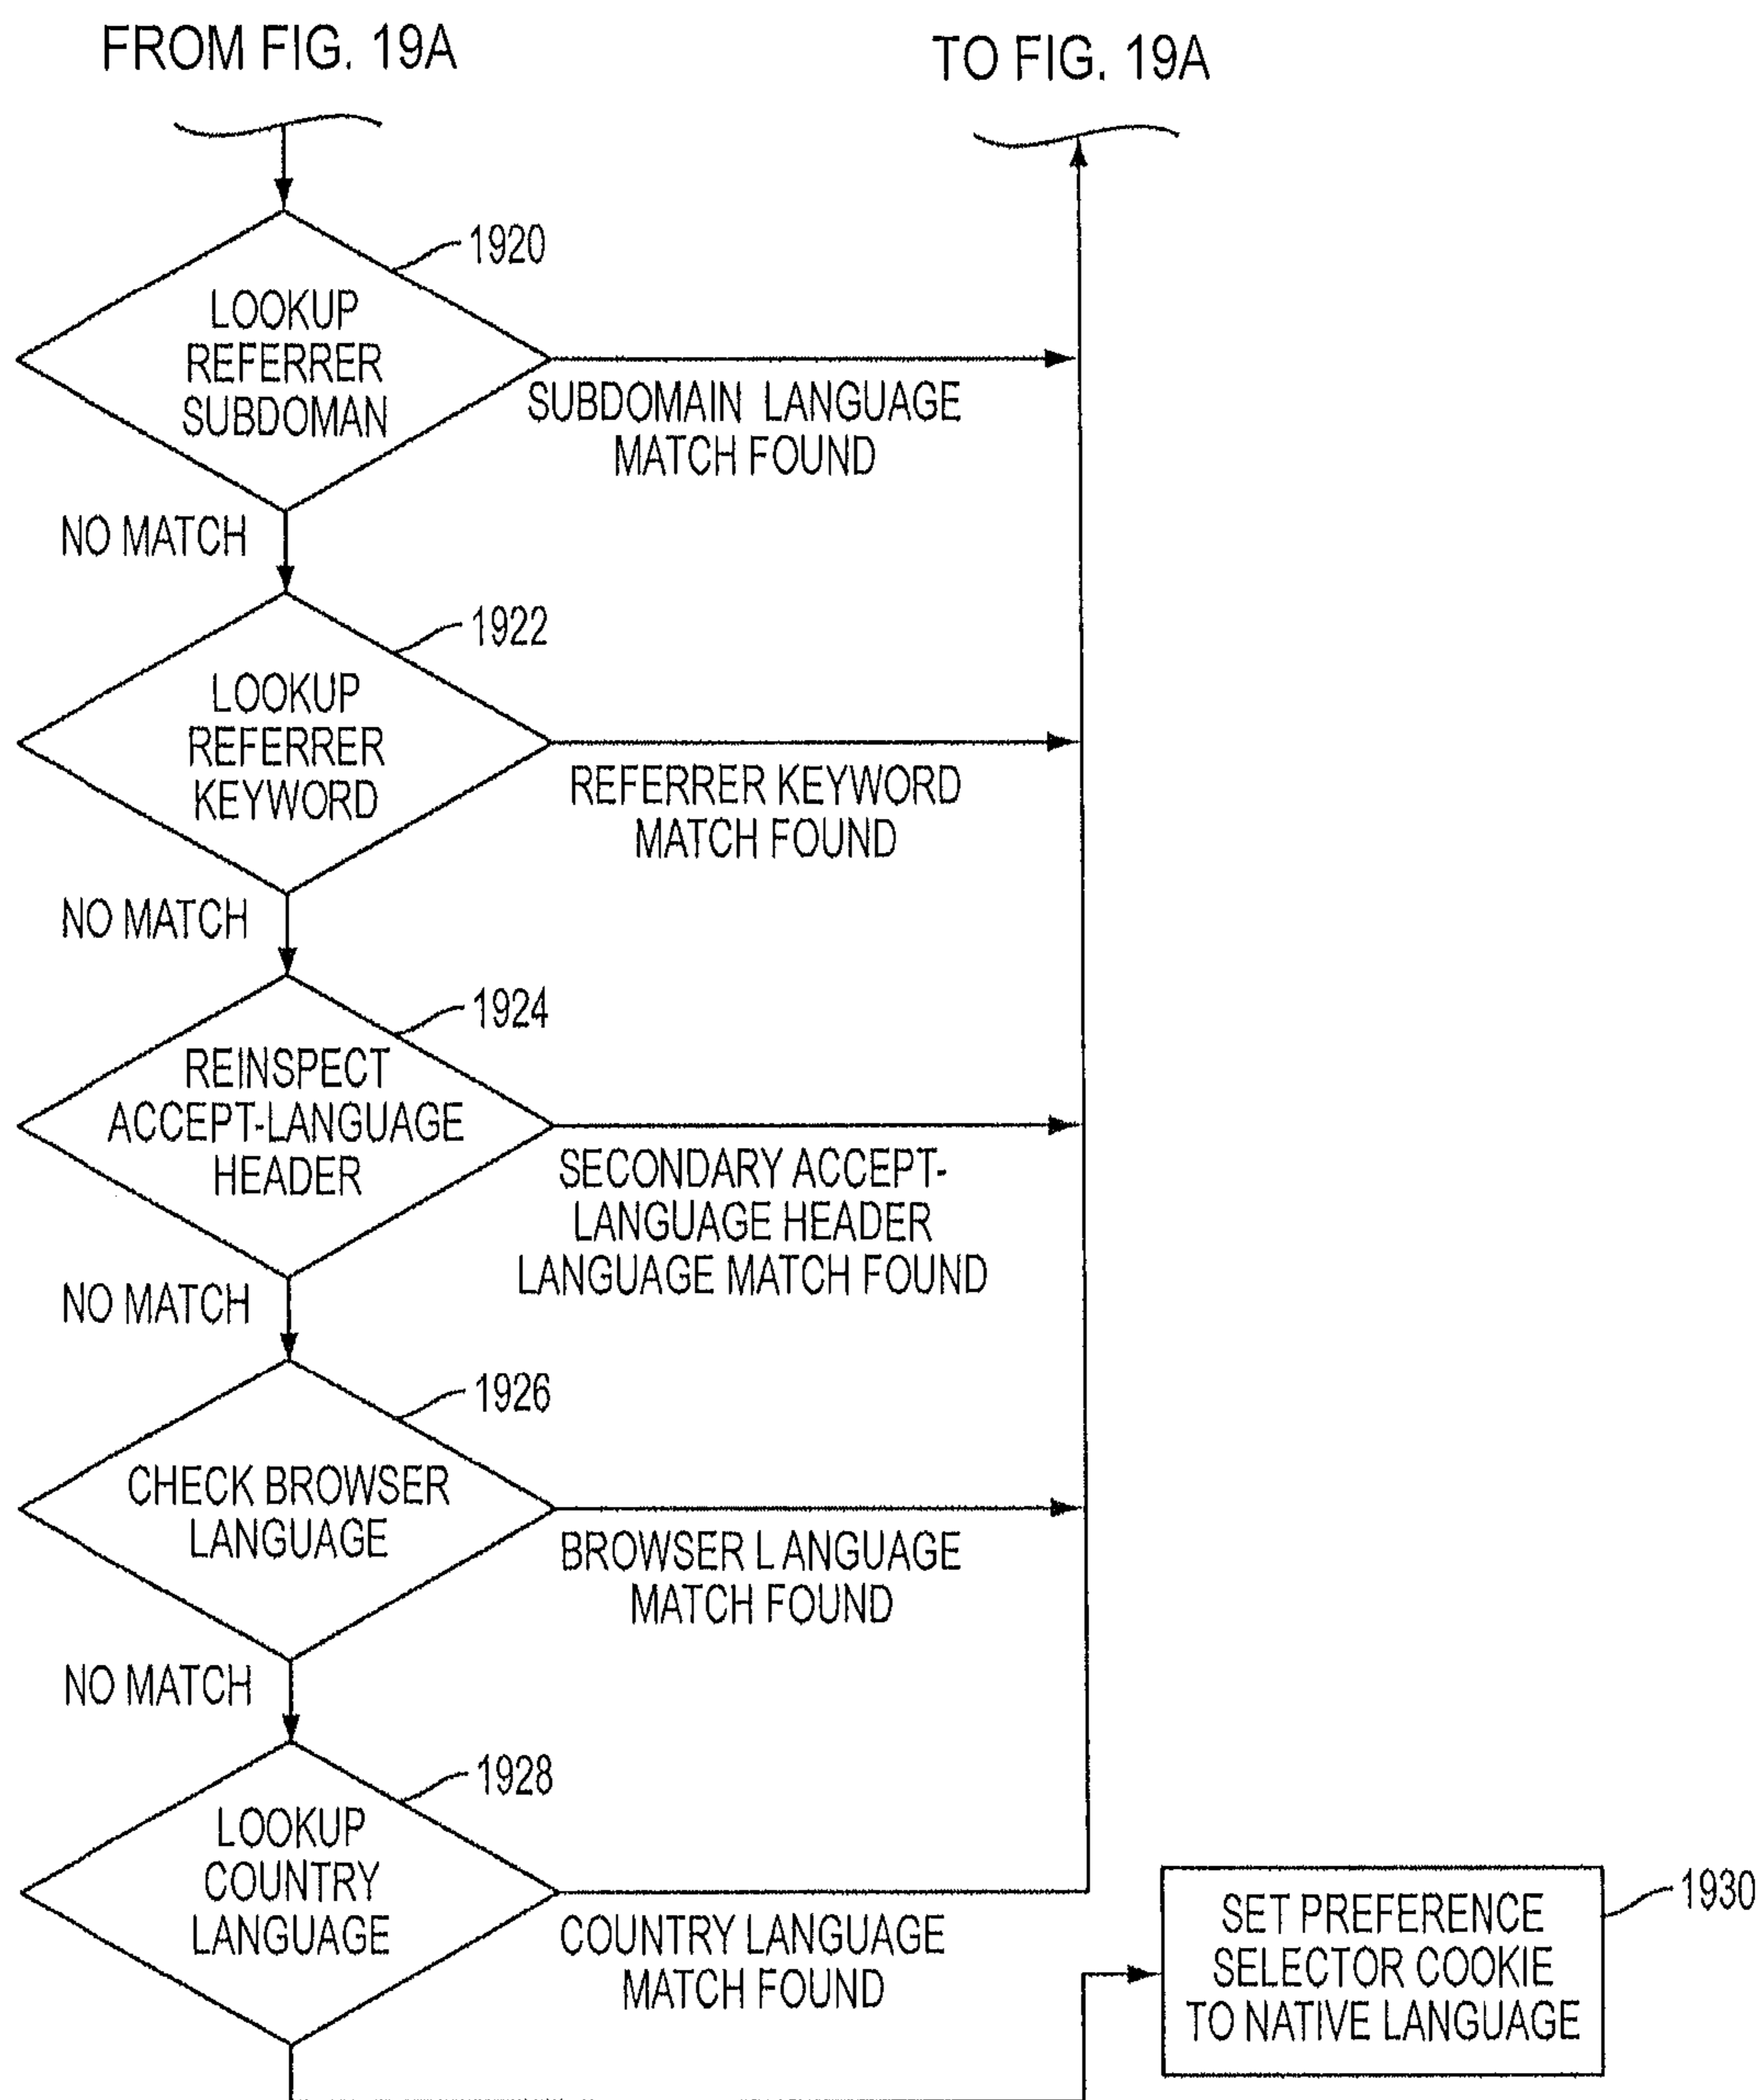 FROM FIG. 19A
TO FIG. 19A
1920
LOOKUP
REFERRER
SUBDOMAN
SUBDOMAIN LANGUAGE
MATCH FOUND
NO MATCH
1922
LOOKUP
REFERRER
KEYWORD
REFERRER KEYWORD
MATCH FOUND
NO MATCH
1924
REINSPECT
ACCEPT-LANGUAGE
HEADER
SECONDARY ACCEPT-
LANGUAGE HEADER
LANGUAGE MATCH FOUND
NO MATCH
1926
CHECK BROWSER
LANGUAGE
BROWSER LANGUAGE
MATCH FOUND
NO MATCH
1928
LOOKUP
COUNTRY
LANGUAGE
COUNTRY LANGUAGE
MATCH FOUND
1930
SET PREFERENCE
SELECTOR COOKIE
TO NATIVE LANGUAGE